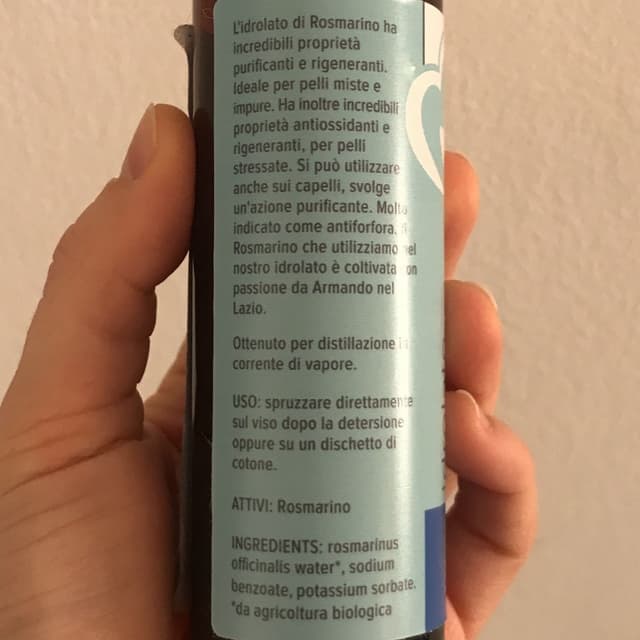 L'idrolato di Rosmarino ha
incredibili proprietà
purificanti e rigeneranti.
Ideale per pelli miste e
impure. Ha inoltre incredibili
proprietà antiossidanti e
rigeneranti, per pelli
stressate. Si può utilizzare
anche sui capelli, svolge
un'azione purificante. Molto
indicato come antiforfora.
Rosmarino che utilizziamo nel
nostro idrolato è coltivata con
passione da Armando nel
Lazio.
Ottenuto per distillazione in
corrente di vapore.
USO: spruzzare direttamente
sul viso dopo la detersione
oppure su un dischetto di
cotone.
ATTIVI: Rosmarino
INGREDIENTS: rosmarinus
officinalis water*, sodium
benzoate, potassium sorbate.
*da agricoltura biologica